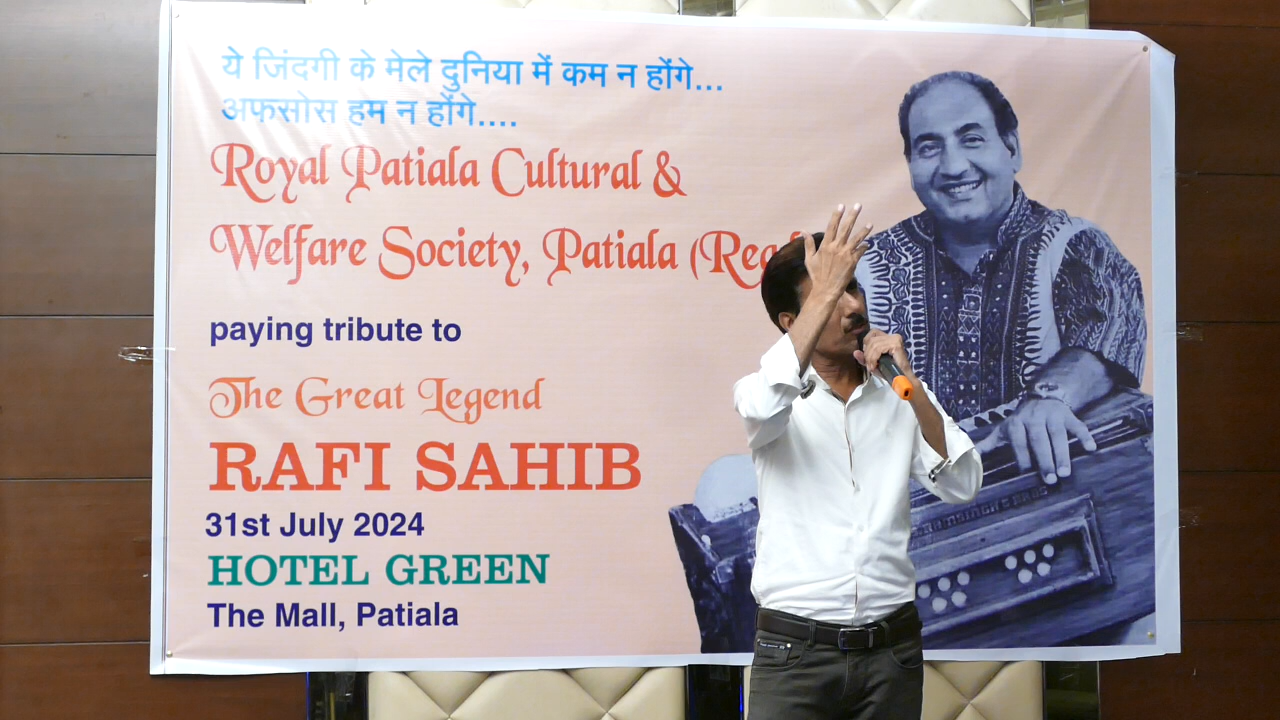 ये जिंदगी के मेले दुनिया में कम न होंगे...
अफसोस हम न होंगे....
Royal Patiala Cultural &
Welfare Society, Patiala
paying tribute to
The Great Legend
RAFI SAHIB
31st July 2024
HOTEL GREEN
The Mall, Patiala